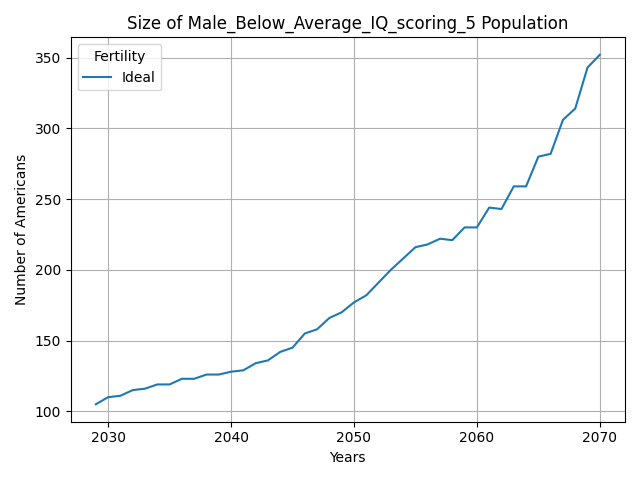 Size of Male_Below_Average_IQ_scoring_5 Population
Fertility
Ideal
350
300
250
200
150
100
Number of Americans
2030 2040 2050 2060 2070
Years